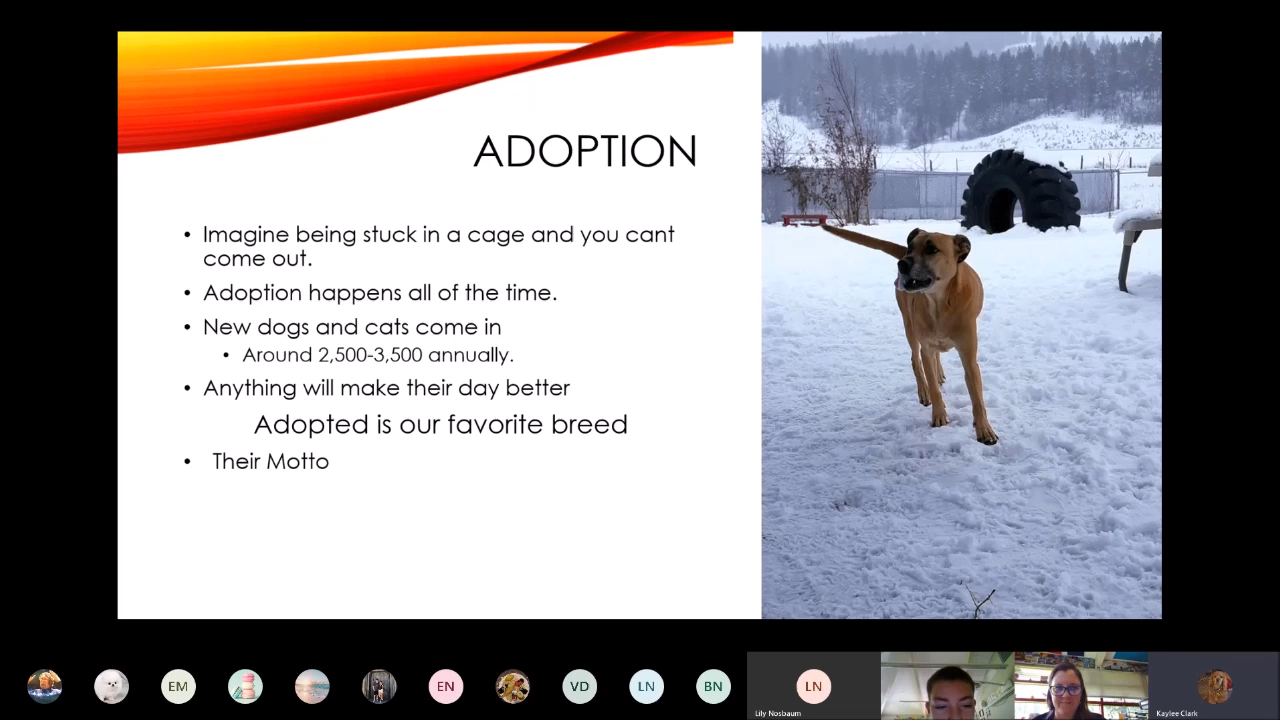 ADOPTION
• Imagine being stuck in a cage and you cant
come out.
• Adoption happens all of the time.
• New dogs and cats come in
• Around 2,500-3,500 annually.
• Anything will make their day better
Adopted is our favorite breed
• Their Motto
EM
EN
VD
LN
BN
LN
Lily Nosbaum
Kaylee Clark